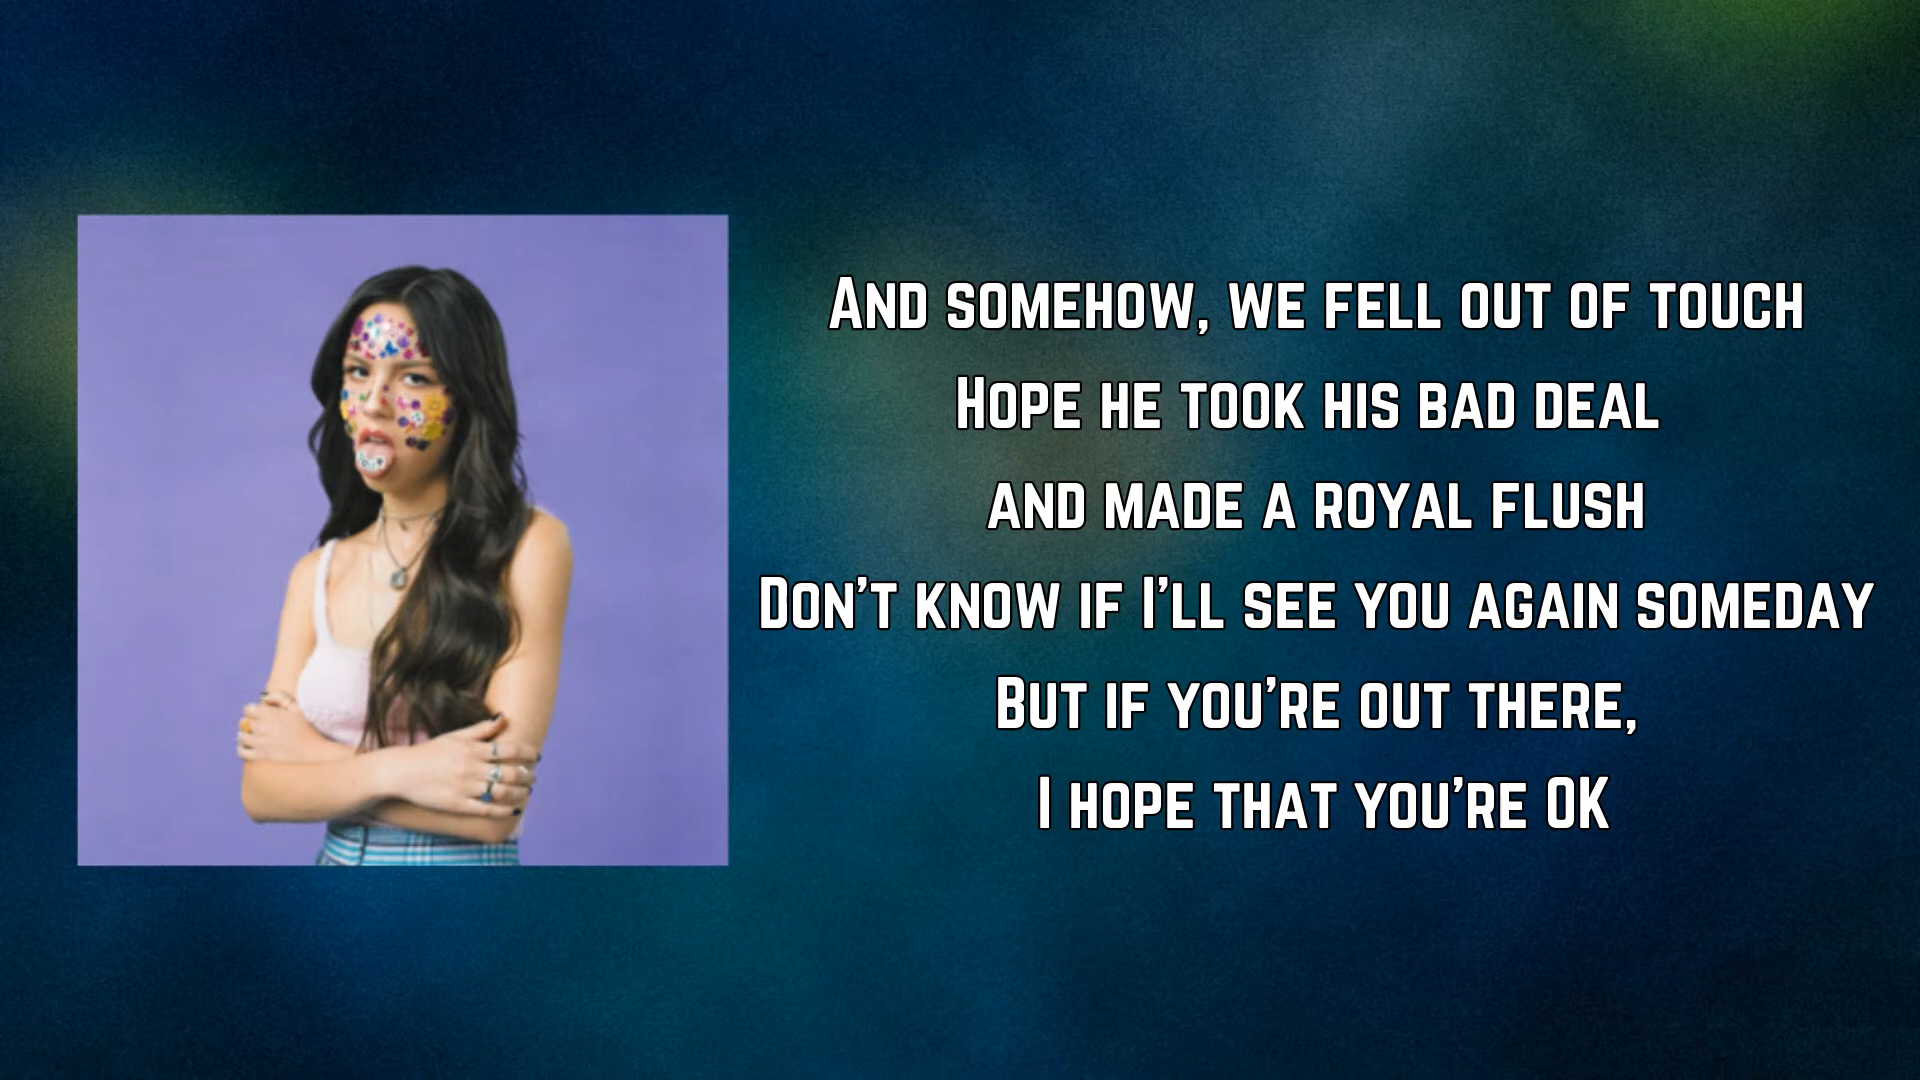 And somehow, we fell out of touch
Hope he took his bad deal
and made a royal flush
Don't know if I'll see you again someday
But if you're out there,
I hope that you're OK